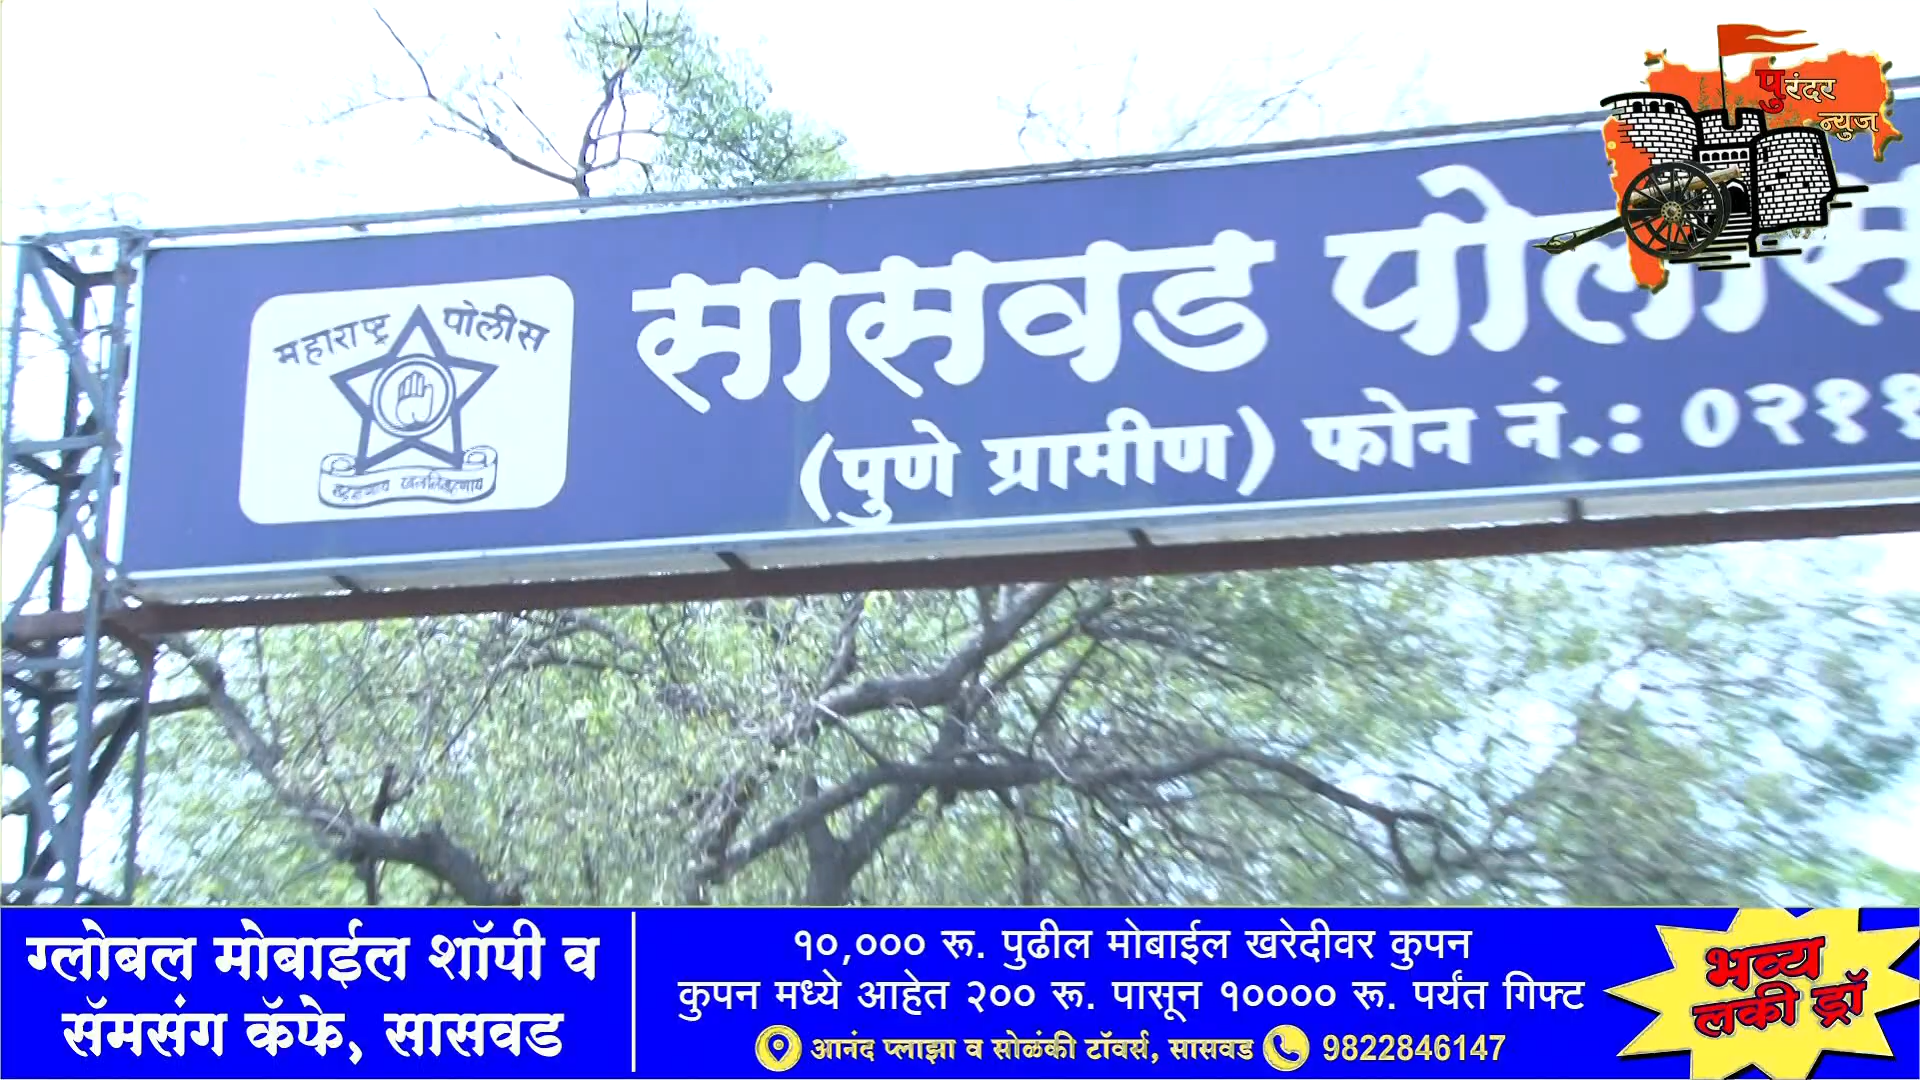 पुरंदर
न्युज
महाराष्ट्र पोलीस
सासवड पोलीस
(पुणे ग्रामीण) फोन नं.: ०२११
ग्लोबल मोबाईल शॉपी व
सॅमसंग कॅफे, सासवड
१०,००० रू. पुढील मोबाईल खरेदीवर कुपन
कुपन मध्ये आहेत २०० रू. पासून १०००० रू. पर्यंत गिफ्ट
आनंद प्लाझा व सोळंकी टॉवर्स, सासवड 9822846147
भव्य
लकी ड्रॉ